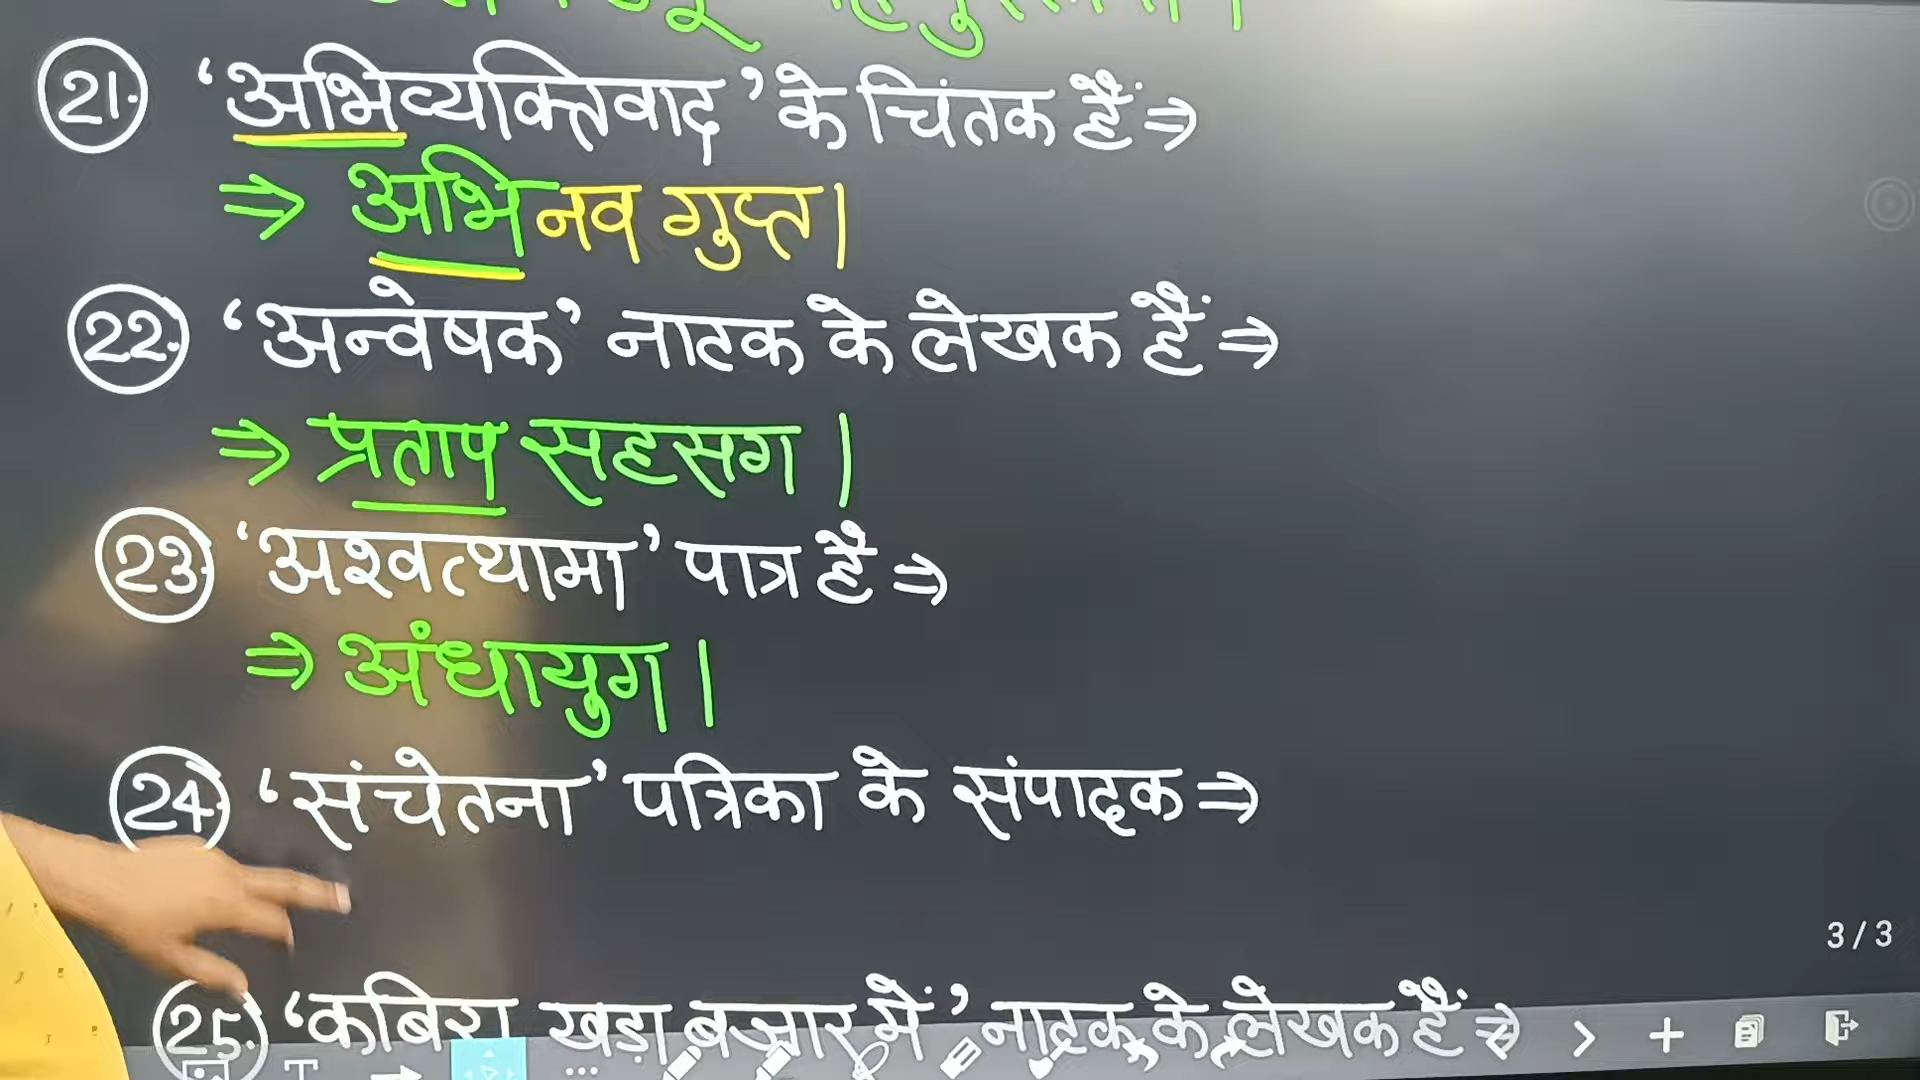 21. 'अभिव्यक्तिवाद' के चिंतक हैं ⇒
⇒ अभिनव गुप्त।
22. 'अन्वेषक' नाटक के लेखक हैं ⇒
⇒ प्रताप सहसग।
23. 'अश्वत्थामा' पात्र है ⇒
⇒ अंधायुग।
24. 'संचेतना' पत्रिका के संपादक ⇒
3/3
25. 'कबिरा खड़ा बजार में' नाटक के लेखक हैं ⇒